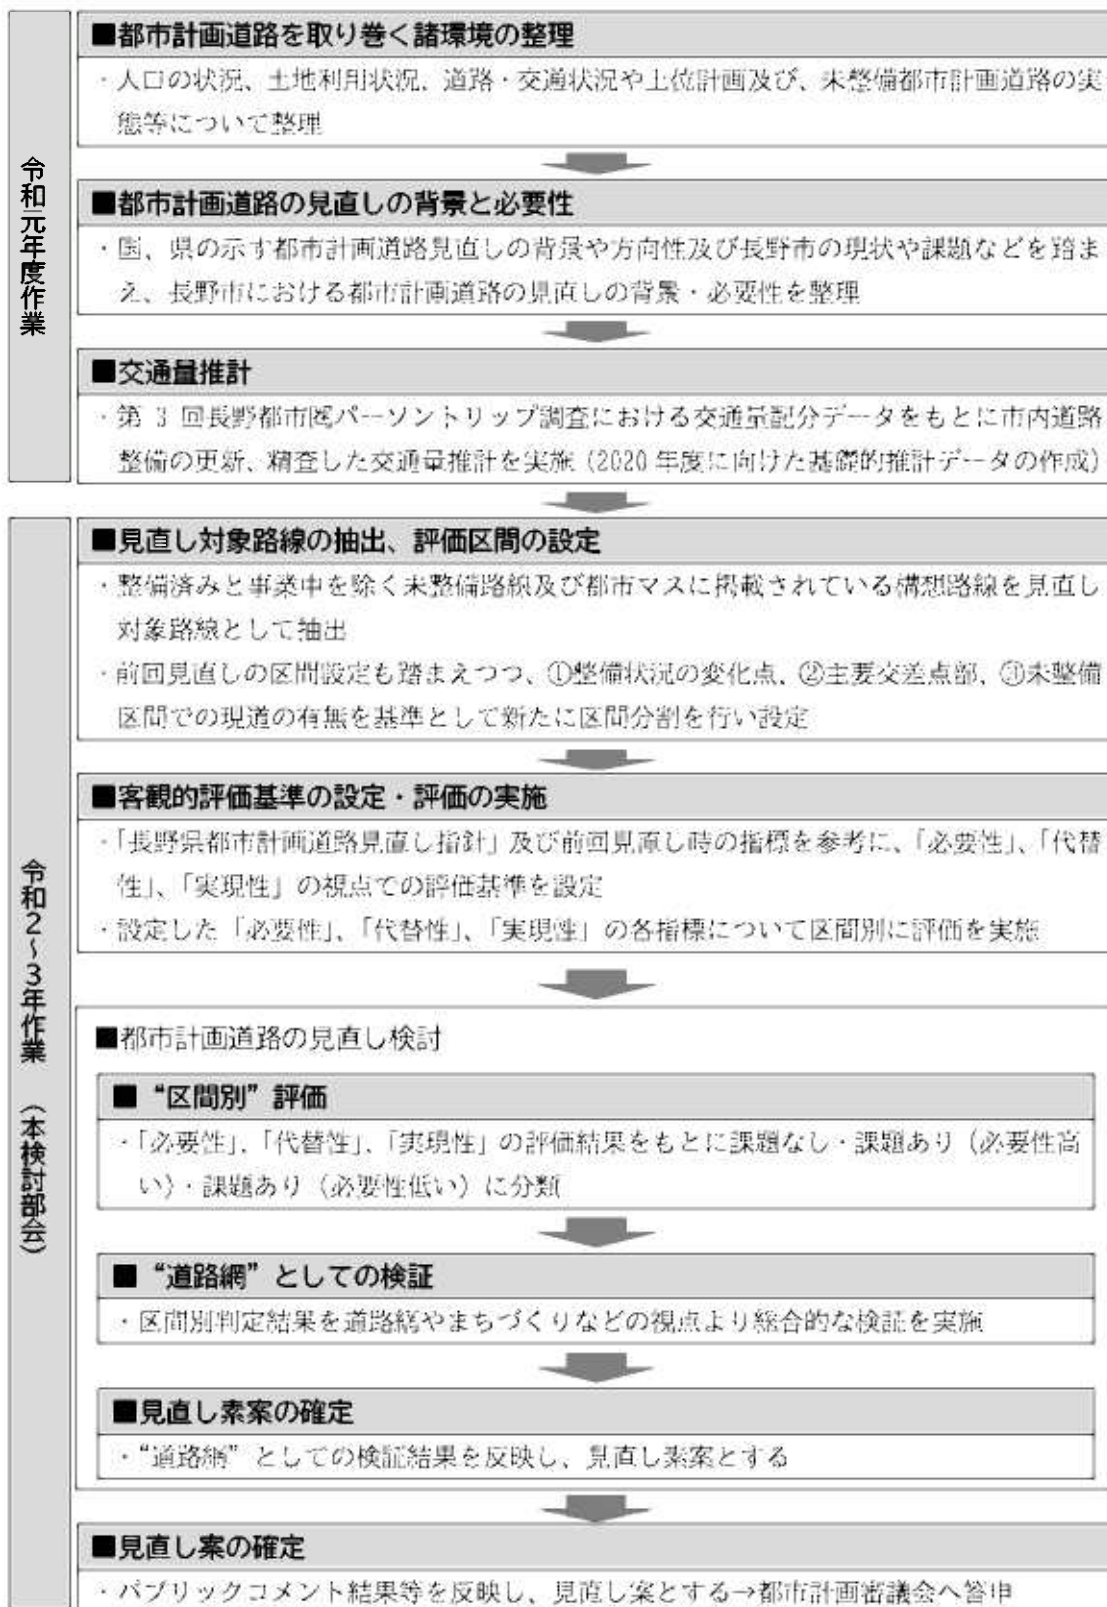 令和元年度作業
■都市計画道路を取り巻く諸環境の整理
・人口の状況、土地利用状況、道路・交通状況や上位計画及び、未整備都市計画道路の実
態等について整理
■都市計画道路の見直しの背景と必要性
・国、県の示す都市計画道路見直しの背景や方向性及び長野市の現状や課題などを踏ま
え、長野市における都市計画道路の見直しの背景・必要性を整理
■交通量推計
・第 3 回長野都市圏パーソントリップ調査における交通量配分データをもとに市内道路
整備の更新、精査した交通量推計を実施（2020 年度に向けた基礎的推計データの作成）
令和２～３年作業　（本検討部会）
■見直し対象路線の抽出、評価区間の設定
・整備済みと事業中を除く未整備路線及び都市マスに掲載されている構想路線を見直し
対象路線として抽出
・前回見直しの区間設定も踏まえつつ、①整備状況の変化点、②主要交差点部、③未整備
区間での現道の有無を基準として新たに区間分割を行い設定
■客観的評価基準の設定・評価の実施
・「長野県都市計画道路見直し指針」及び前回見直し時の指標を参考に、「必要性」、「代替
性」、「実現性」の視点での評価基準を設定
・設定した「必要性」、「代替性」、「実現性」の各指標について区間別に評価を実施
■都市計画道路の見直し検討
■“区間別”評価
・「必要性」、「代替性」、「実現性」の評価結果をもとに課題なし・課題あり（必要性高
い）・課題あり（必要性低い）に分類
■“道路網”としての検証
・区間別判定結果を道路網やまちづくりなどの視点より総合的な検証を実施
■見直し素案の確定
・“道路網”としての検証結果を反映し、見直し素案とする
■見直し案の確定
・パブリックコメント結果等を反映し、見直し案とする→都市計画審議会へ答申